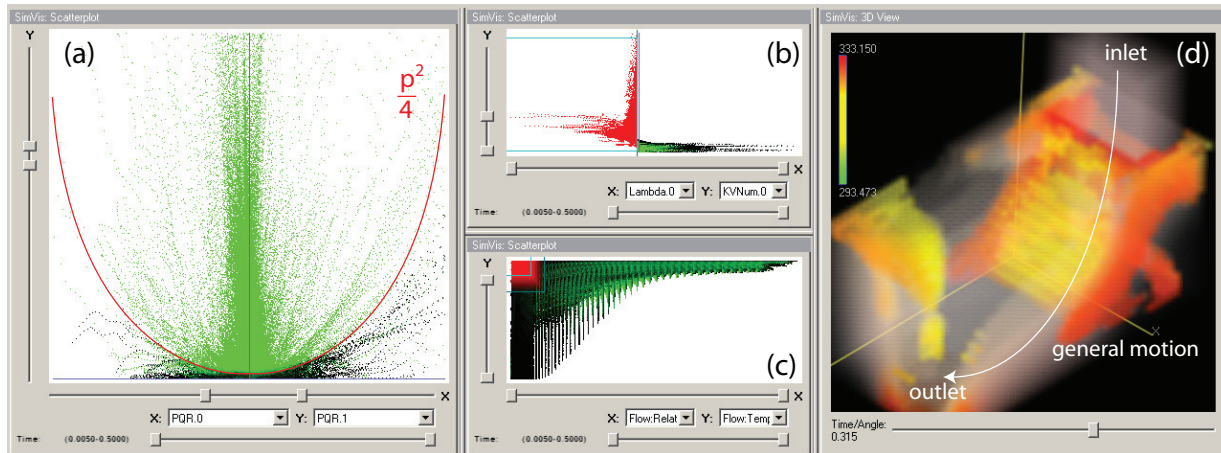 SimVis: Scatterplot
Y
(a)
p²
4
X
X: PQR.0 Y: PQR.1
Time: (0.0050-0.5000)
SimVis: Scatterplot
Y
(b)
X
X: Lambda.0 Y: KVNum.0
Time: (0.0050-0.5000)
SimVis: Scatterplot
Y
(c)
X
X: Flow:Relat Y: Flow:Temp
Time: (0.0050-0.5000)
SimVis: 3D View
333.150
inlet
(d)
293.473
X
general motion
outlet
Time/Angle:
0.315